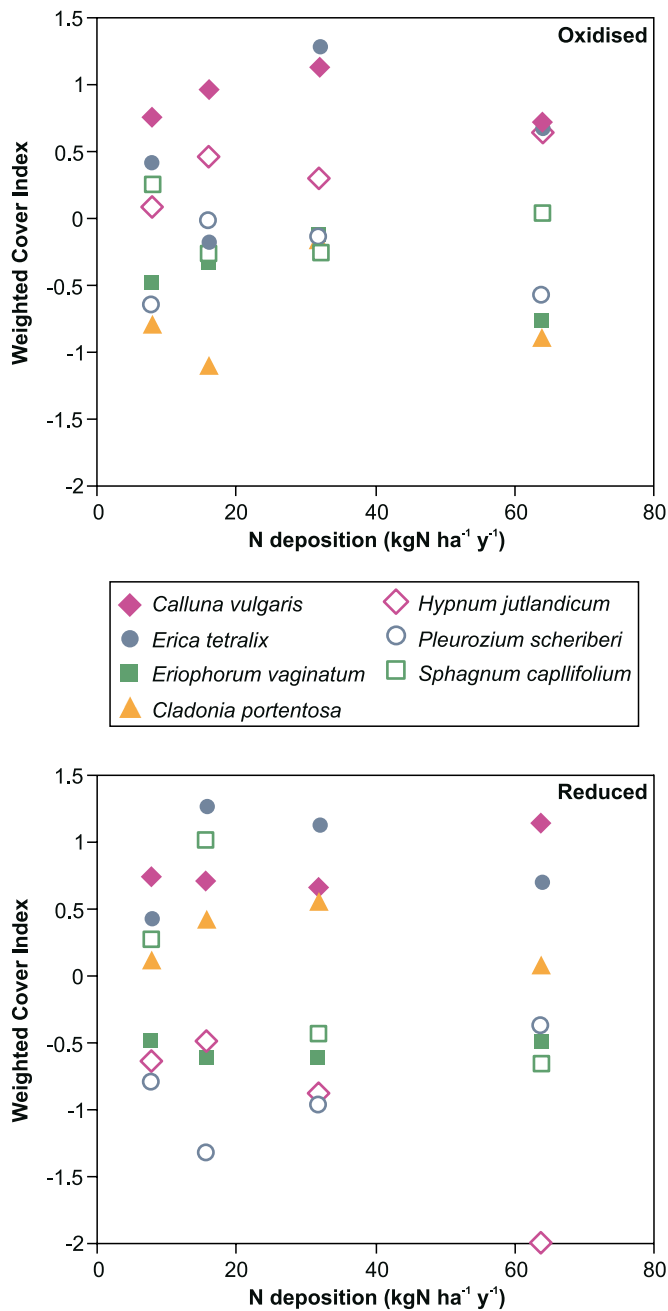 Oxidised
1.5
1
0.5
0
-0.5
-1
-1.5
-2
Weighted Cover Index
0 20 40 60 80
N deposition (kgN ha⁻¹ y⁻¹)
Calluna vulgaris
Hypnum jutlandicum
Erica tetralix
Pleurozium scheriberi
Eriophorum vaginatum
Sphagnum capllifolium
Cladonia portentosa
Reduced
1.5
1
0.5
0
-0.5
-1
-1.5
-2
Weighted Cover Index
0 20 40 60 80
N deposition (kgN ha⁻¹ y⁻¹)